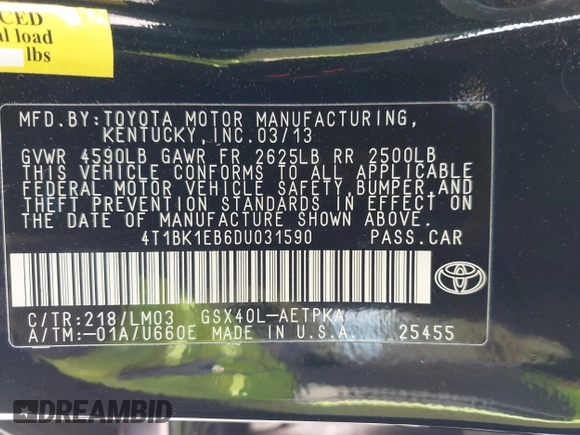 CED
al load
lbs
MFD.BY:TOYOTA MOTOR MANUFACTURING,
KENTUCKY,INC.03/13
GVWR 4590LB GAWR FR 2625LB RR 2500LB
THIS VEHICLE CONFORMS TO ALL APPLICABLE
FEDERAL MOTOR VEHICLE SAFETY,BUMPER,AND
THEFT PREVENTION STANDARDS IN EFFECT ON
THE DATE OF MANUFACTURE SHOWN ABOVE.
4T1BK1EB6DU031590 PASS.CAR
C/TR:218/LM03 GSX40L-AETPKA
A/TM:-01A/U660E MADE IN U.S.A. 25455
DREAMBID